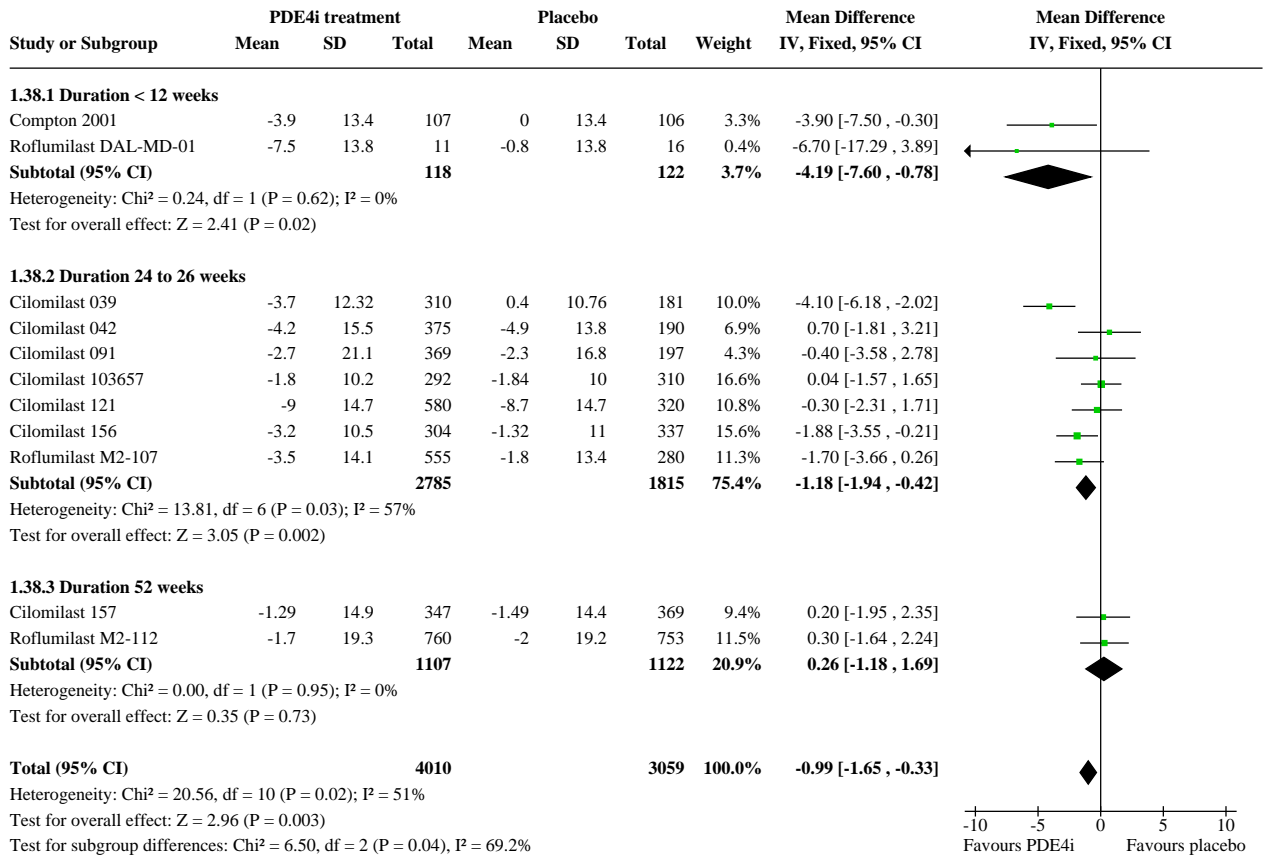 PDE4i treatment Placebo Mean Difference Mean Difference
Study or Subgroup Mean SD Total Mean SD Total Weight IV, Fixed, 95% CI IV, Fixed, 95% CI
1.38.1 Duration < 12 weeks
Compton 2001 -3.9 13.4 107 0 13.4 106 3.3% -3.90 [-7.50 , -0.30]
Roflumilast DAL-MD-01 -7.5 13.8 11 -0.8 13.8 16 0.4% -6.70 [-17.29 , 3.89]
Subtotal (95% CI) 118 122 3.7% -4.19 [-7.60 , -0.78]
Heterogeneity: Chi² = 0.24, df = 1 (P = 0.62); I² = 0%
Test for overall effect: Z = 2.41 (P = 0.02)
1.38.2 Duration 24 to 26 weeks
Cilomilast 039 -3.7 12.32 310 0.4 10.76 181 10.0% -4.10 [-6.18 , -2.02]
Cilomilast 042 -4.2 15.5 375 -4.9 13.8 190 6.9% 0.70 [-1.81 , 3.21]
Cilomilast 091 -2.7 21.1 369 -2.3 16.8 197 4.3% -0.40 [-3.58 , 2.78]
Cilomilast 103657 -1.8 10.2 292 -1.84 10 310 16.6% 0.04 [-1.57 , 1.65]
Cilomilast 121 -9 14.7 580 -8.7 14.7 320 10.8% -0.30 [-2.31 , 1.71]
Cilomilast 156 -3.2 10.5 304 -1.32 11 337 15.6% -1.88 [-3.55 , -0.21]
Roflumilast M2-107 -3.5 14.1 555 -1.8 13.4 280 11.3% -1.70 [-3.66 , 0.26]
Subtotal (95% CI) 2785 1815 75.4% -1.18 [-1.94 , -0.42]
Heterogeneity: Chi² = 13.81, df = 6 (P = 0.03); I² = 57%
Test for overall effect: Z = 3.05 (P = 0.002)
1.38.3 Duration 52 weeks
Cilomilast 157 -1.29 14.9 347 -1.49 14.4 369 9.4% 0.20 [-1.95 , 2.35]
Roflumilast M2-112 -1.7 19.3 760 -2 19.2 753 11.5% 0.30 [-1.64 , 2.24]
Subtotal (95% CI) 1107 1122 20.9% 0.26 [-1.18 , 1.69]
Heterogeneity: Chi² = 0.00, df = 1 (P = 0.95); I² = 0%
Test for overall effect: Z = 0.35 (P = 0.73)
Total (95% CI) 4010 3059 100.0% -0.99 [-1.65 , -0.33]
Heterogeneity: Chi² = 20.56, df = 10 (P = 0.02); I² = 51%
Test for overall effect: Z = 2.96 (P = 0.003)
Test for subgroup differences: Chi² = 6.50, df = 2 (P = 0.04), I² = 69.2%
-10 -5 0 5 10
Favours PDE4i Favours placebo